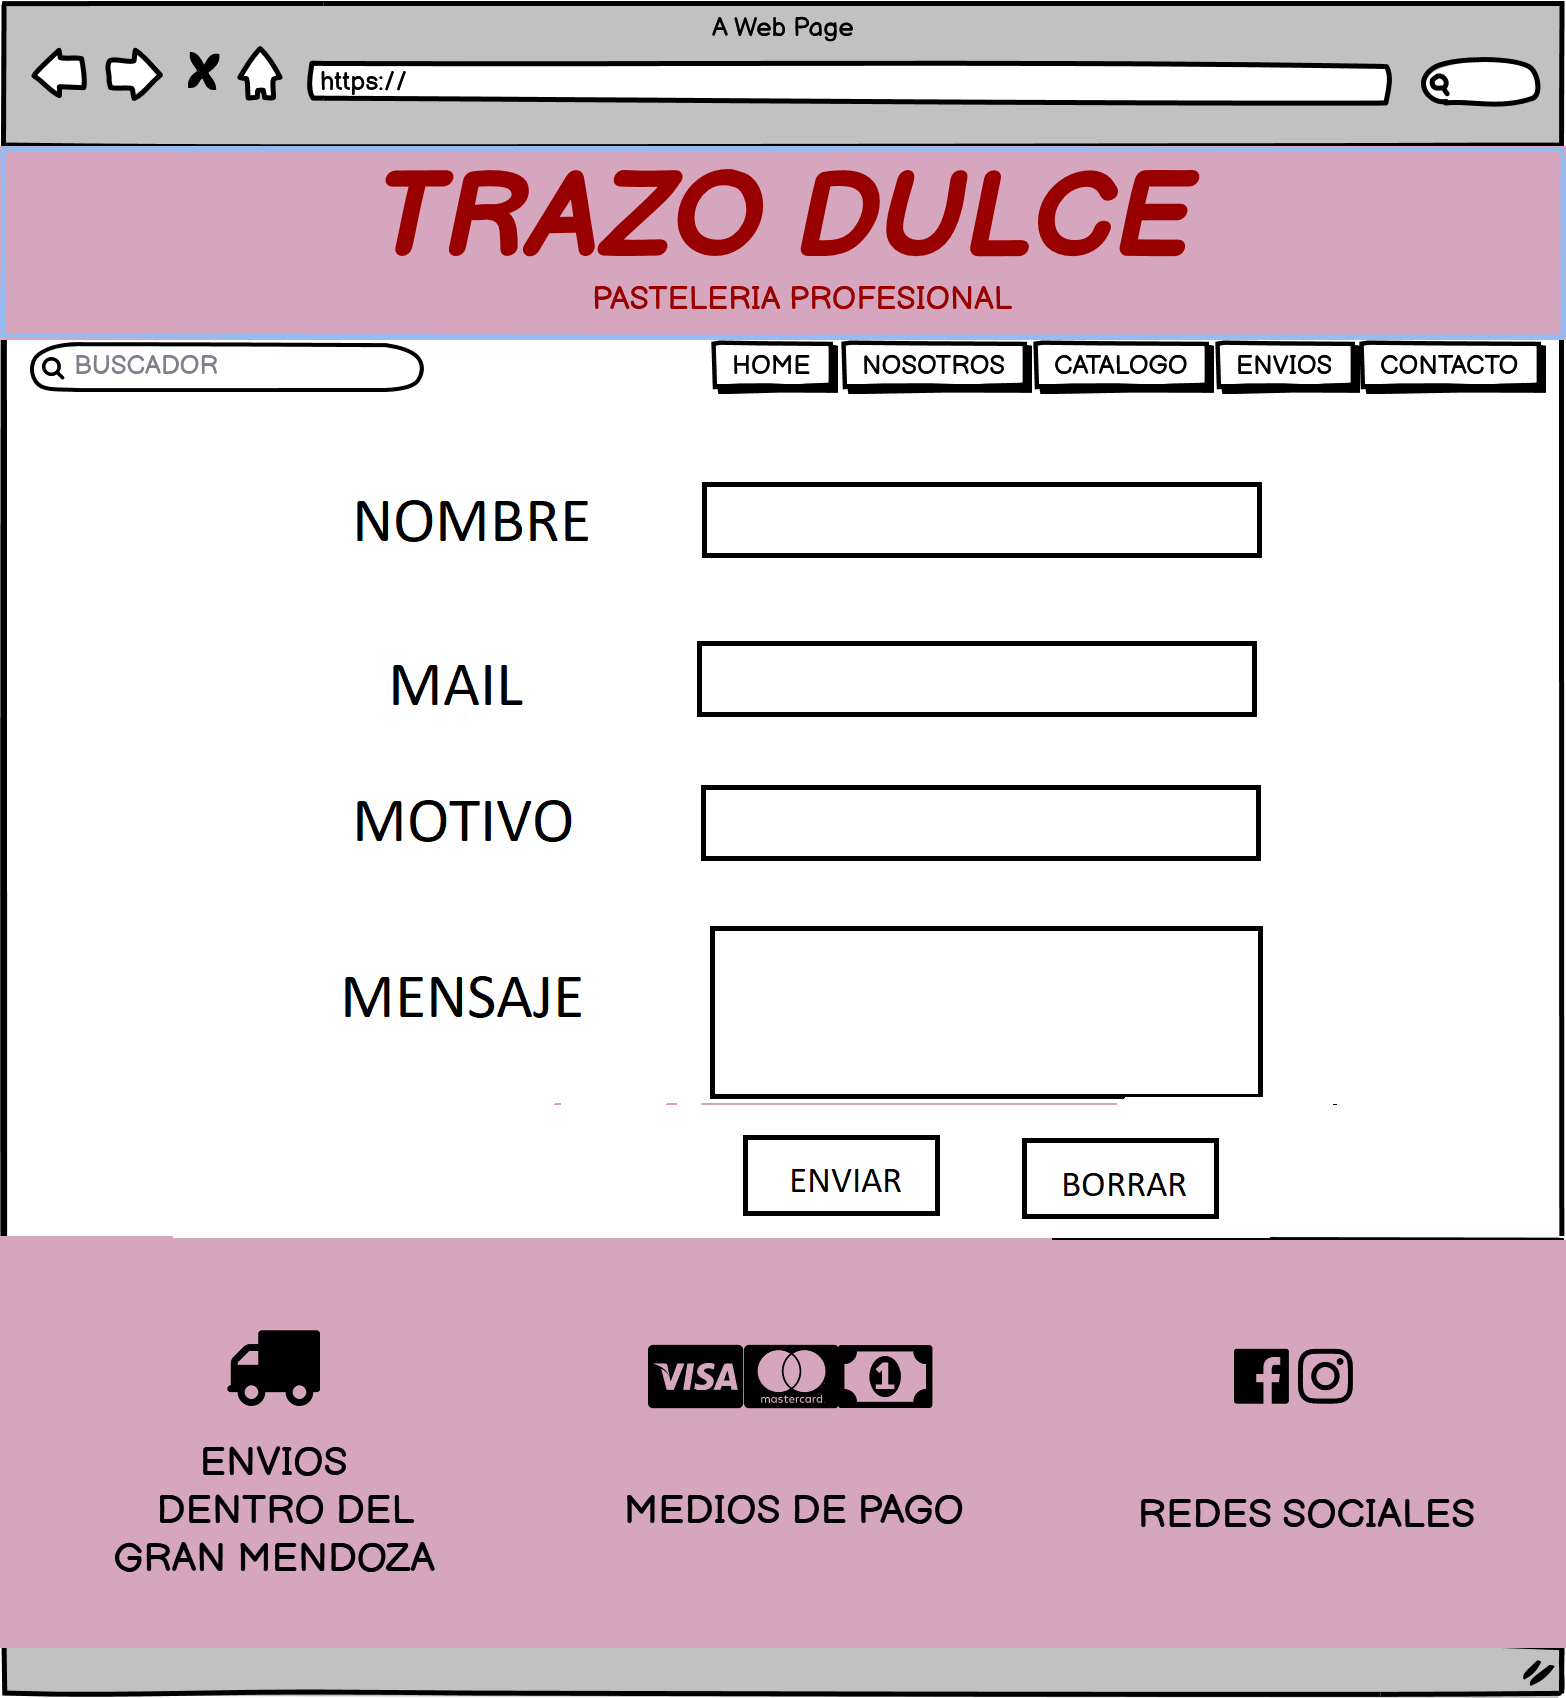 A Web Page
https://
TRAZO DULCE
PASTELERIA PROFESIONAL
BUSCADOR HOME NOSOTROS CATALOGO ENVIOS CONTACTO
NOMBRE
MAIL
MOTIVO
MENSAJE
ENVIAR BORRAR
VISA mastercard 1
ENVIOS
DENTRO DEL
GRAN MENDOZA
MEDIOS DE PAGO
REDES SOCIALES